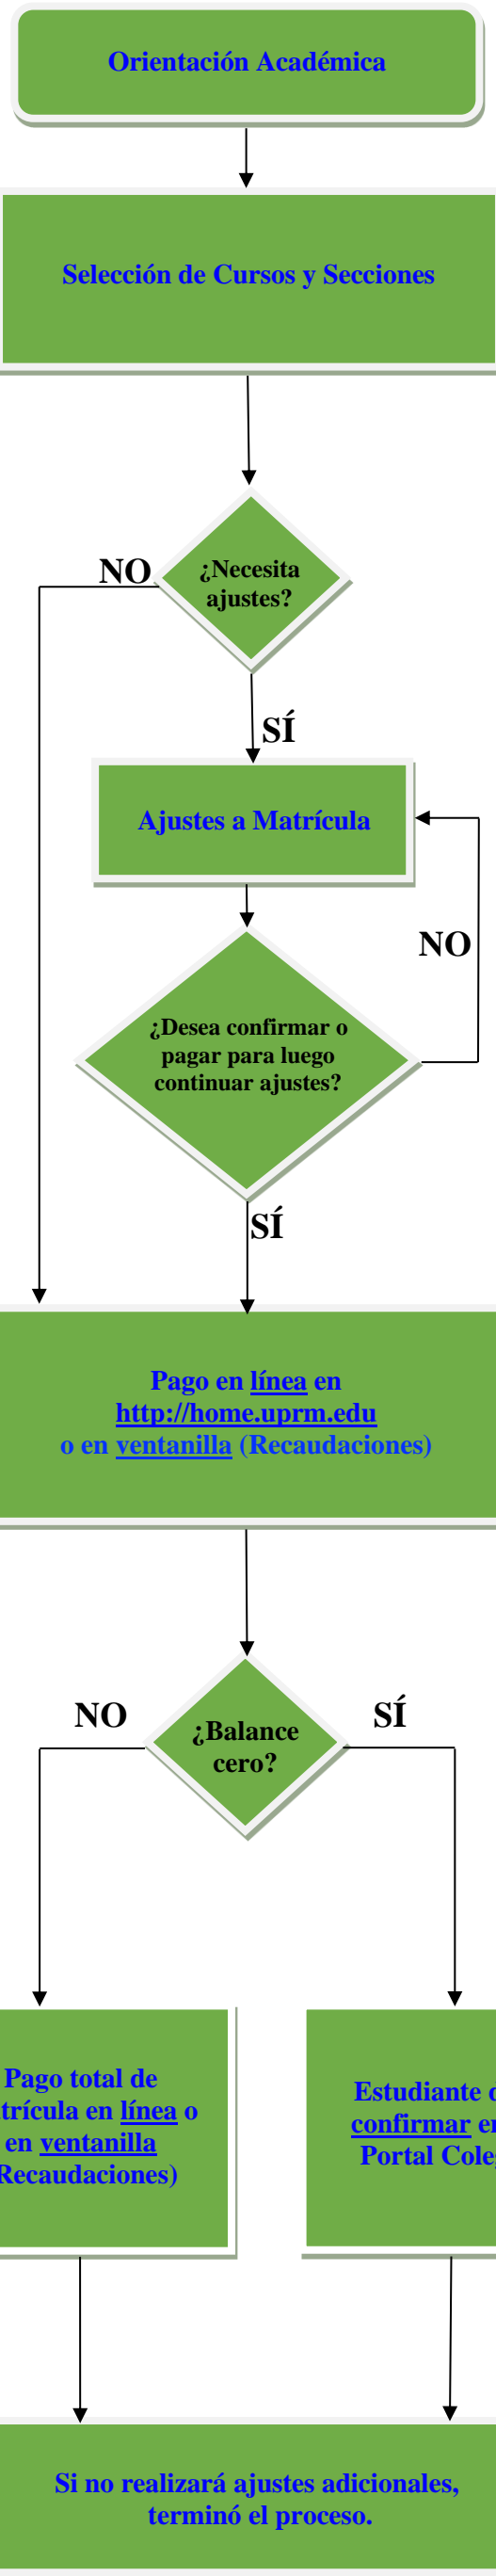 Orientación Académica
Selección de Cursos y Secciones
NO
¿Necesita
ajustes?
SÍ
Ajustes a Matrícula
NO
¿Desea confirmar o
pagar para luego
continuar ajustes?
SÍ
Pago en línea en
http://home.uprm.edu
o en ventanilla (Recaudaciones)
NO
SÍ
¿Balance
cero?
Pago total de
trícula en línea o
en ventanilla
Recaudaciones)
Estudiante
confirmar
Portal
Si no realizará ajustes adicionales,
terminó el proceso.